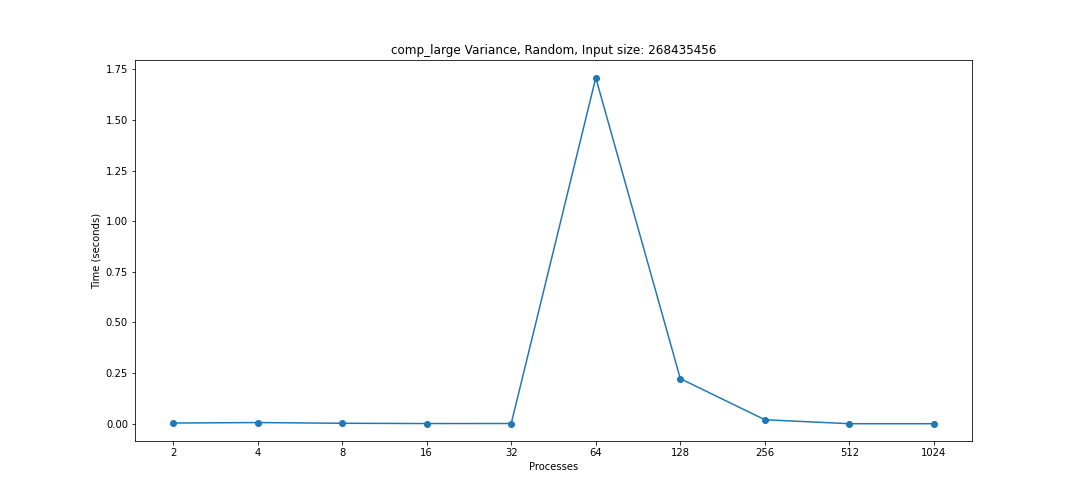 comp_large Variance, Random, Input size: 268435456
Time (seconds)
1.75
1.50
1.25
1.00
0.75
0.50
0.25
0.00
2 4 8 16 32 64 128 256 512 1024
Processes